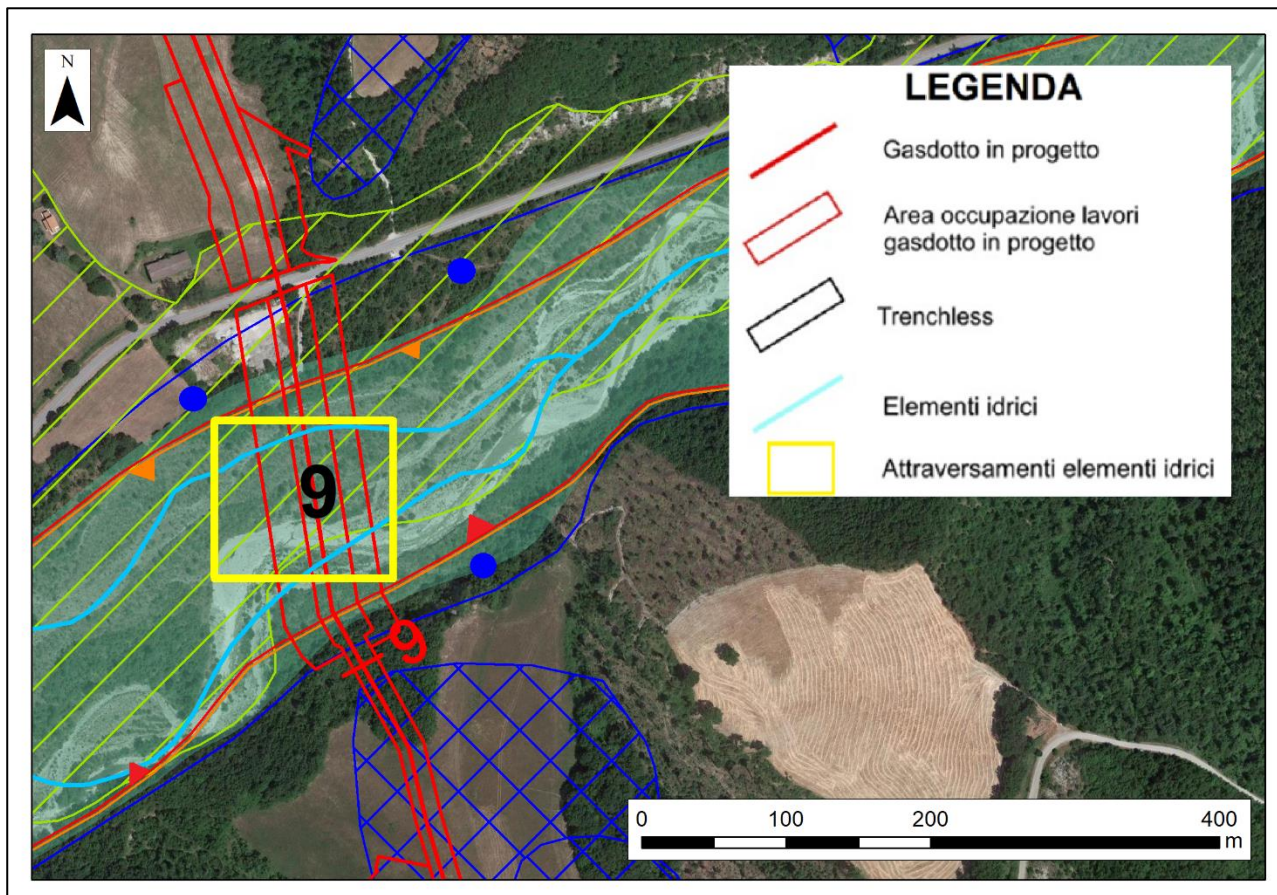 N
LEGENDA
Gasdotto in progetto
Area occupazione lavori
gasdotto in progetto
Trenchless
Elementi idrici
Attraversamenti elementi idrici
9
9
0 100 200 400
m